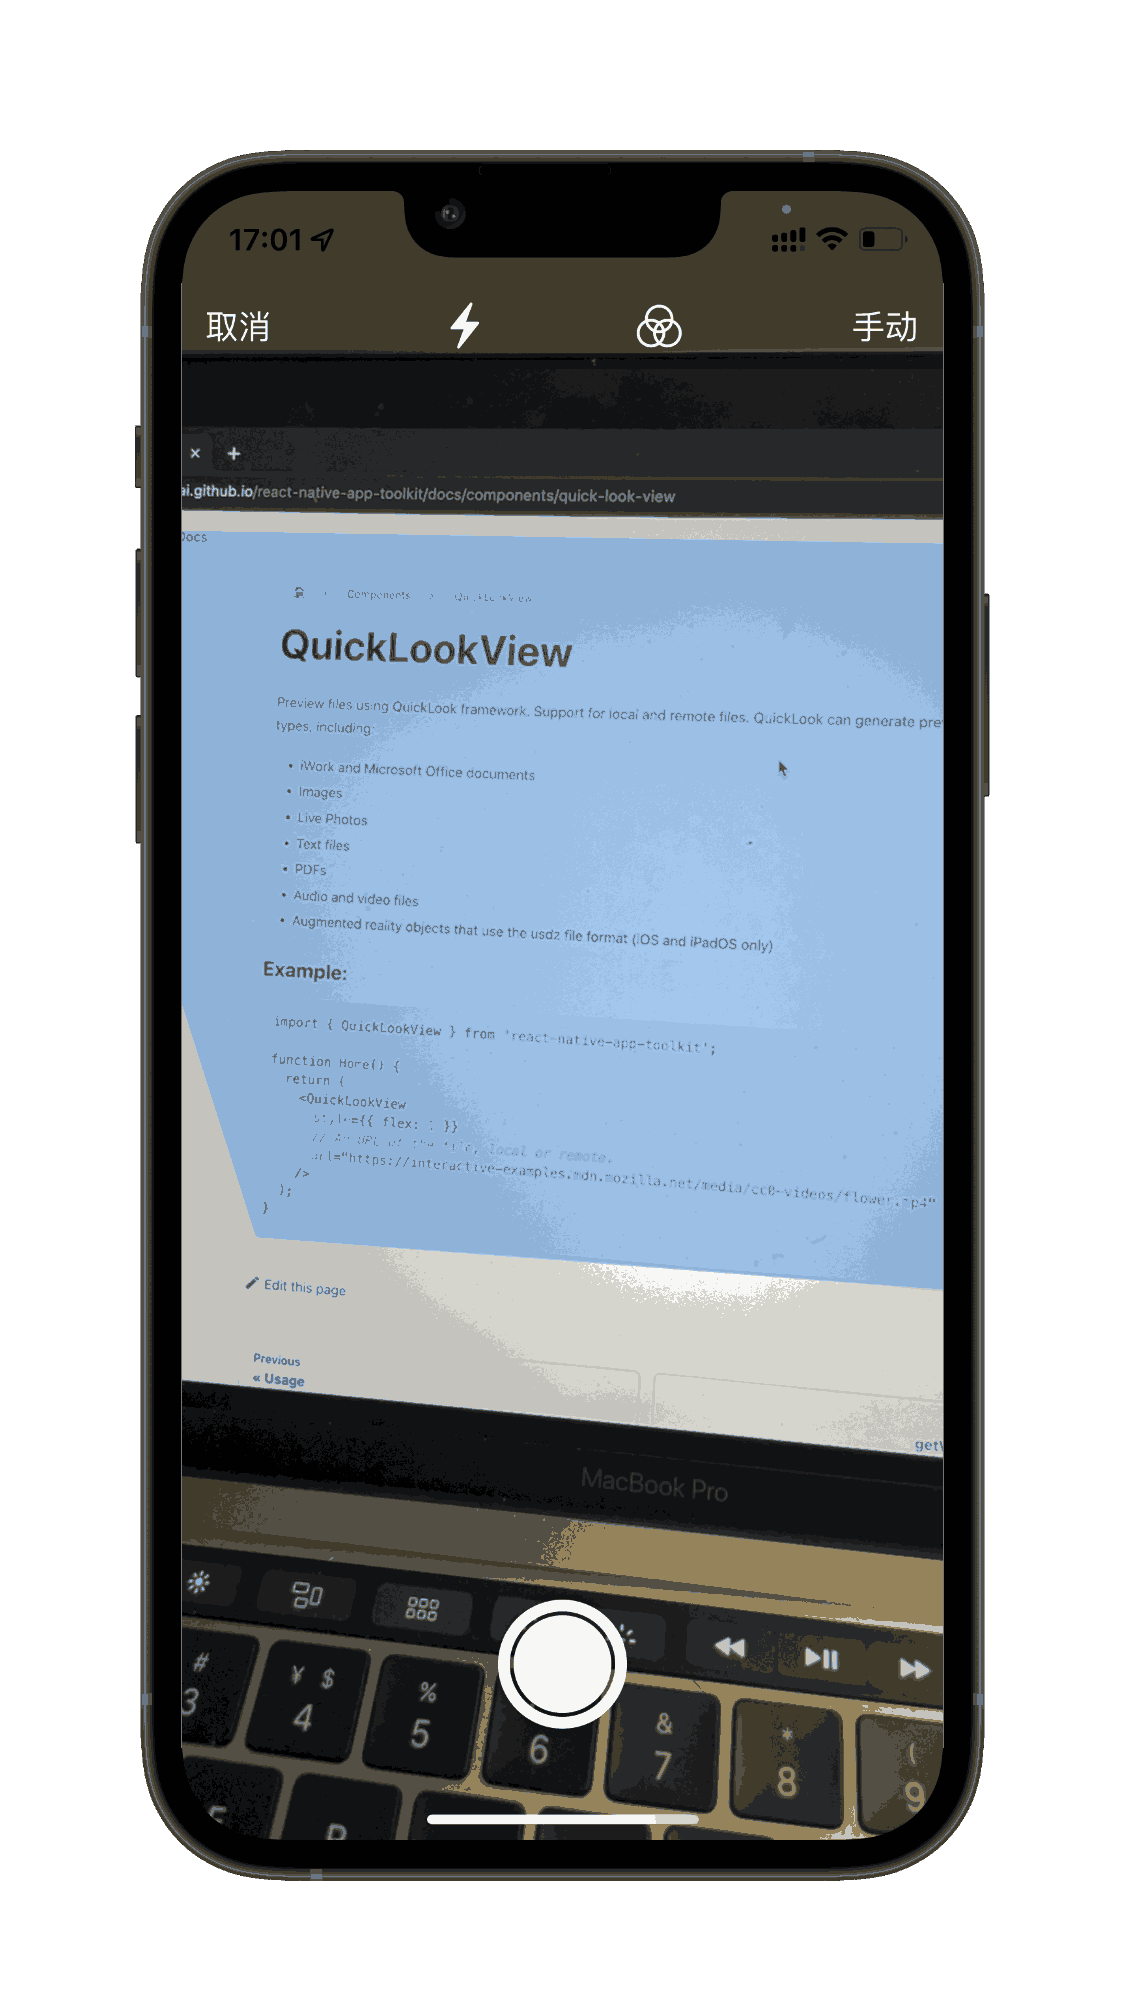 17:01
取消
手动
ai.github.io/react-native-app-toolkit/docs/components/quick-look-view
Docs
Components › QuickLookView
QuickLookView
Preview files using QuickLook framework. Support for local and remote files. QuickLook can generate pre
types, including:
• iWork and Microsoft Office documents
• Images
• Live Photos
• Text files
• PDFs
• Audio and video files
• Augmented reality objects that use the usdz file format (iOS and iPadOS only)
Example:
import { QuickLookView } from 'react-native-app-toolkit';
function Home() {
return (
<QuickLookView
style={{ flex: 1 }}
// An URL of the file, local or remote.
url="https://interactive-examples.mdn.mozilla.net/media/cc0-videos/flower.mp4"
/>
);
}
Edit this page
Previous
« Usage
get
MacBook Pro
# ¥ $ % & * (
3 4 5 6 7 8 9